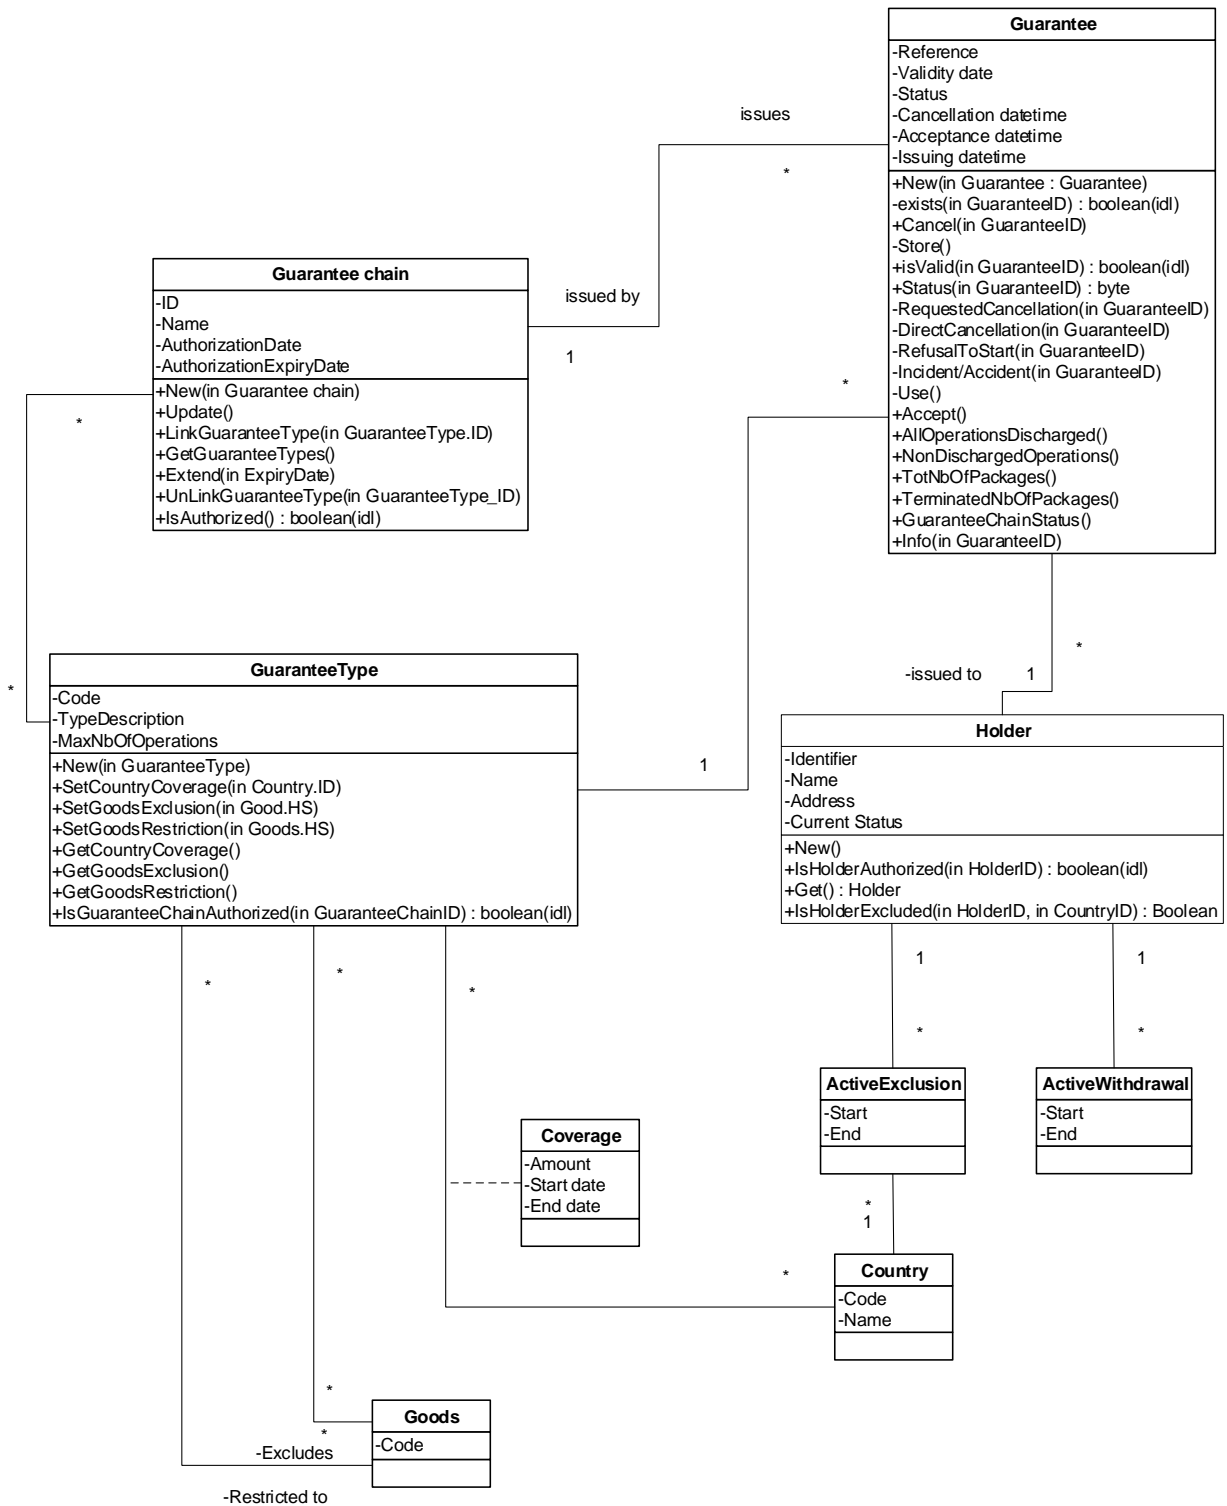 Guarantee
-Reference
-Validity date
-Status
-Cancellation datetime
-Acceptance datetime
-Issuing datetime
+New(in Guarantee : Guarantee)
-exists(in GuaranteeID) : boolean(idl)
+Cancel(in GuaranteeID)
-Store()
+isValid(in GuaranteeID) : boolean(idl)
+Status(in GuaranteeID) : byte
-RequestedCancellation(in GuaranteeID)
-DirectCancellation(in GuaranteeID)
-RefusalToStart(in GuaranteeID)
-Incident/Accident(in GuaranteeID)
-Use()
+Accept()
+AllOperationsDischarged()
+NonDischargedOperations()
+TotNbOfPackages()
+TerminatedNbOfPackages()
+GuaranteeChainStatus()
+Info(in GuaranteeID)
issues
*
issued by
1
Guarantee chain
-ID
-Name
-AuthorizationDate
-AuthorizationExpiryDate
+New(in Guarantee chain)
+Update()
+LinkGuaranteeType(in GuaranteeType.ID)
+GetGuaranteeTypes()
+Extend(in ExpiryDate)
+UnLinkGuaranteeType(in GuaranteeType_ID)
+IsAuthorized() : boolean(idl)
*
*
*
1
GuaranteeType
-Code
-TypeDescription
-MaxNbOfOperations
+New(in GuaranteeType)
+SetCountryCoverage(in Country.ID)
+SetGoodsExclusion(in Good.HS)
+SetGoodsRestriction(in Goods.HS)
+GetCountryCoverage()
+GetGoodsExclusion()
+GetGoodsRestriction()
+IsGuaranteeChainAuthorized(in GuaranteeChainID) : boolean(idl)
*
-issued to
1
Holder
-Identifier
-Name
-Address
-Current Status
+New()
+IsHolderAuthorized(in HolderID) : boolean(idl)
+Get() : Holder
+IsHolderExcluded(in HolderID, in CountryID) : Boolean
1
1
*
*
*
*
*
ActiveExclusion
-Start
-End
ActiveWithdrawal
-Start
-End
Coverage
-Amount
-Start date
-End date
*
1
*
Country
-Code
-Name
*
*
Goods
-Code
-Excludes
-Restricted to